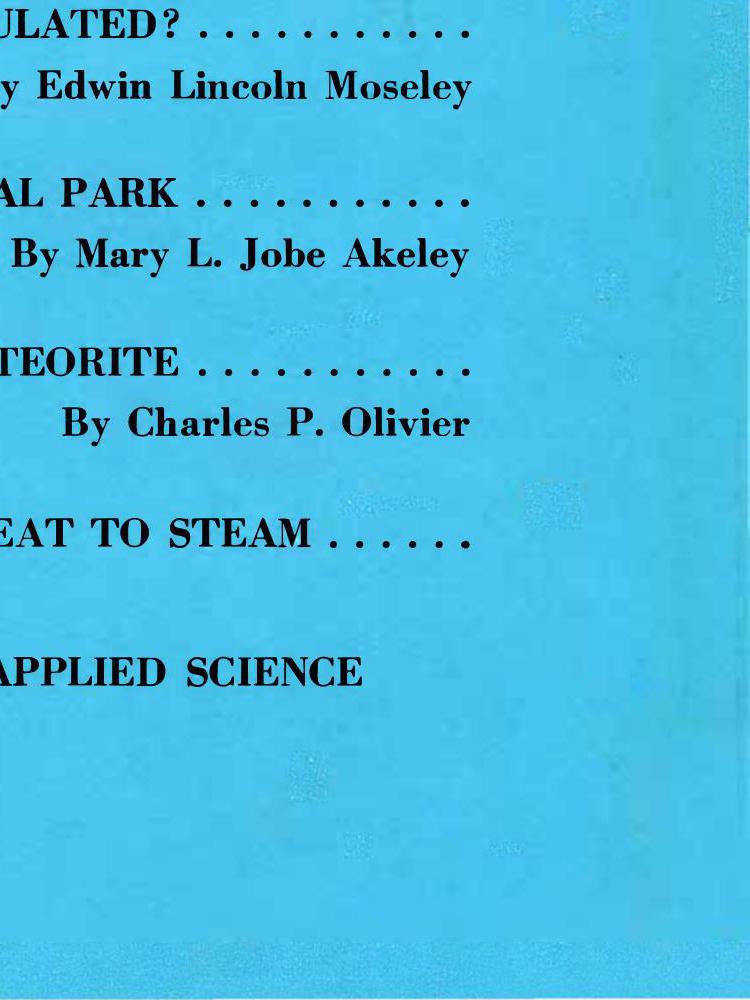 ULATED? . . . . . . . . . . .
y Edwin Lincoln Moseley
AL PARK . . . . . . . . . . .
By Mary L. Jobe Akeley
TEORITE . . . . . . . . . . .
By Charles P. Olivier
EAT TO STEAM . . . . . .
APPLIED SCIENCE